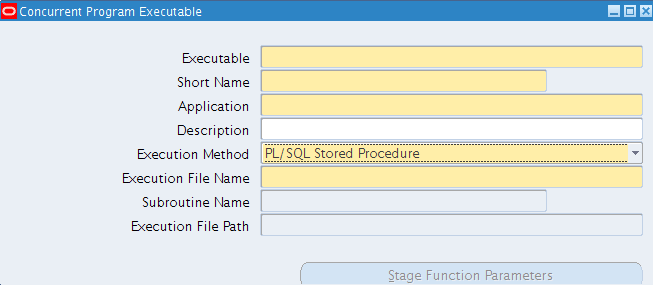 Concurrent Program Executable
Executable
Short Name
Application
Description
Execution Method PL/SQL Stored Procedure
Execution File Name
Subroutine Name
Execution File Path
Stage Function Parameters